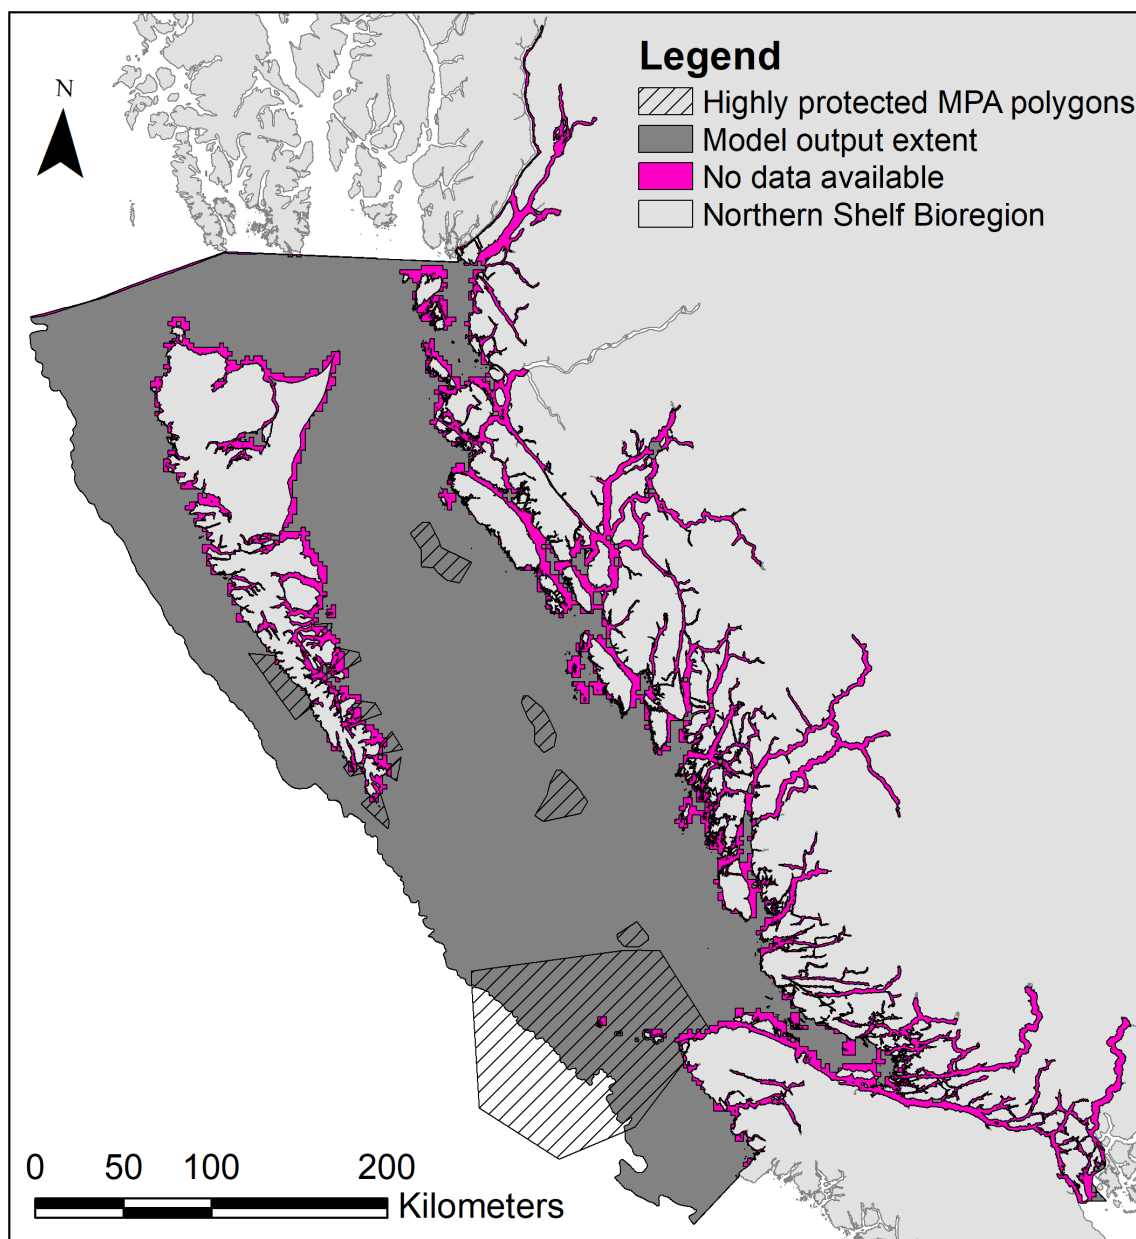 N
Legend
Highly protected MPA polygons
Model output extent
No data available
Northern Shelf Bioregion
0 50 100 200
Kilometers